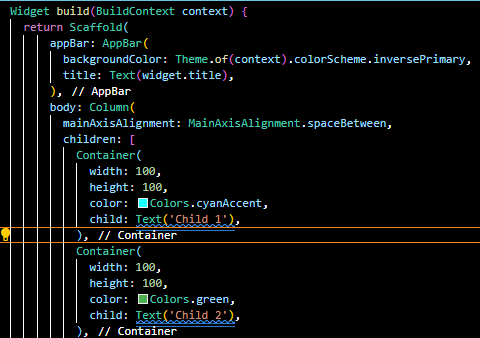 Widget build(BuildContext context) {
return Scaffold(
appBar: AppBar(
backgroundColor: Theme.of(context).colorScheme.inversePrimary,
title: Text(widget.title),
), // AppBar
body: Column(
mainAxisAlignment: MainAxisAlignment.spaceBetween,
children: [
Container(
width: 100,
height: 100,
color: Colors.cyanAccent,
child: Text('Child 1'),
), // Container
Container(
width: 100,
height: 100,
color: Colors.green,
child: Text('Child 2'),
), // Container